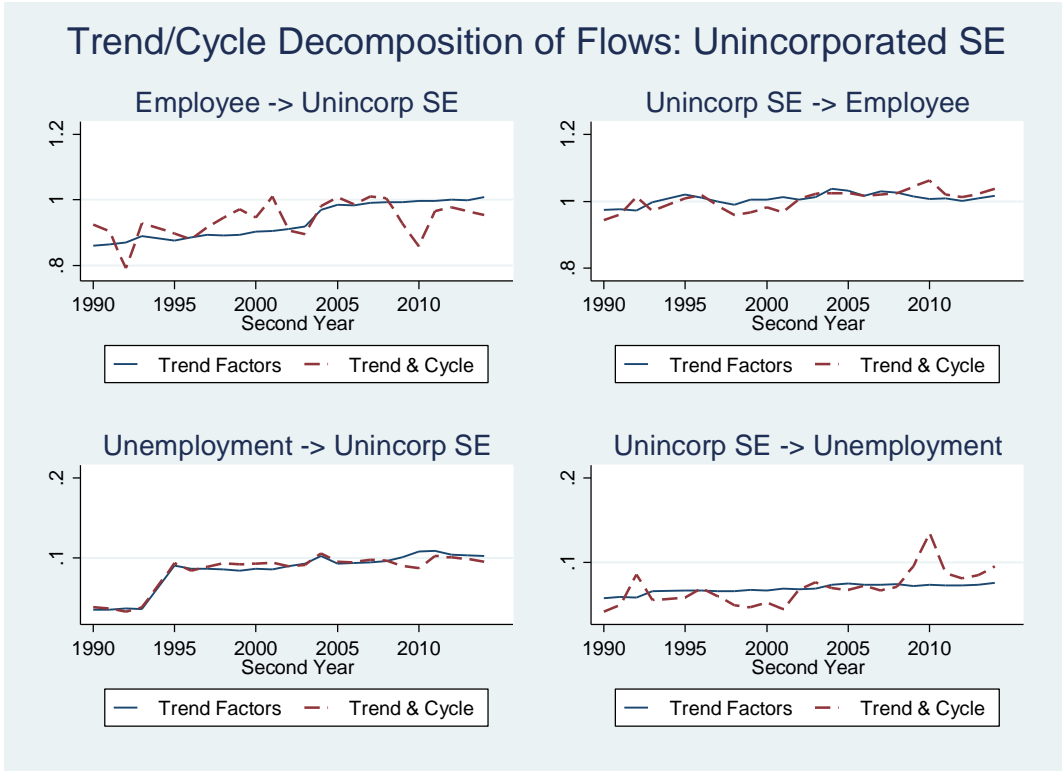 Trend/Cycle Decomposition of Flows: Unincorporated SE
Employee -> Unincorp SE
1.2
1
.8
1990 1995 2000 2005 2010
Second Year
Trend Factors Trend & Cycle
Unincorp SE -> Employee
1.2
1
.8
1990 1995 2000 2005 2010
Second Year
Trend Factors Trend & Cycle
Unemployment -> Unincorp SE
.2
.1
1990 1995 2000 2005 2010
Second Year
Trend Factors Trend & Cycle
Unincorp SE -> Unemployment
.2
.1
1990 1995 2000 2005 2010
Second Year
Trend Factors Trend & Cycle